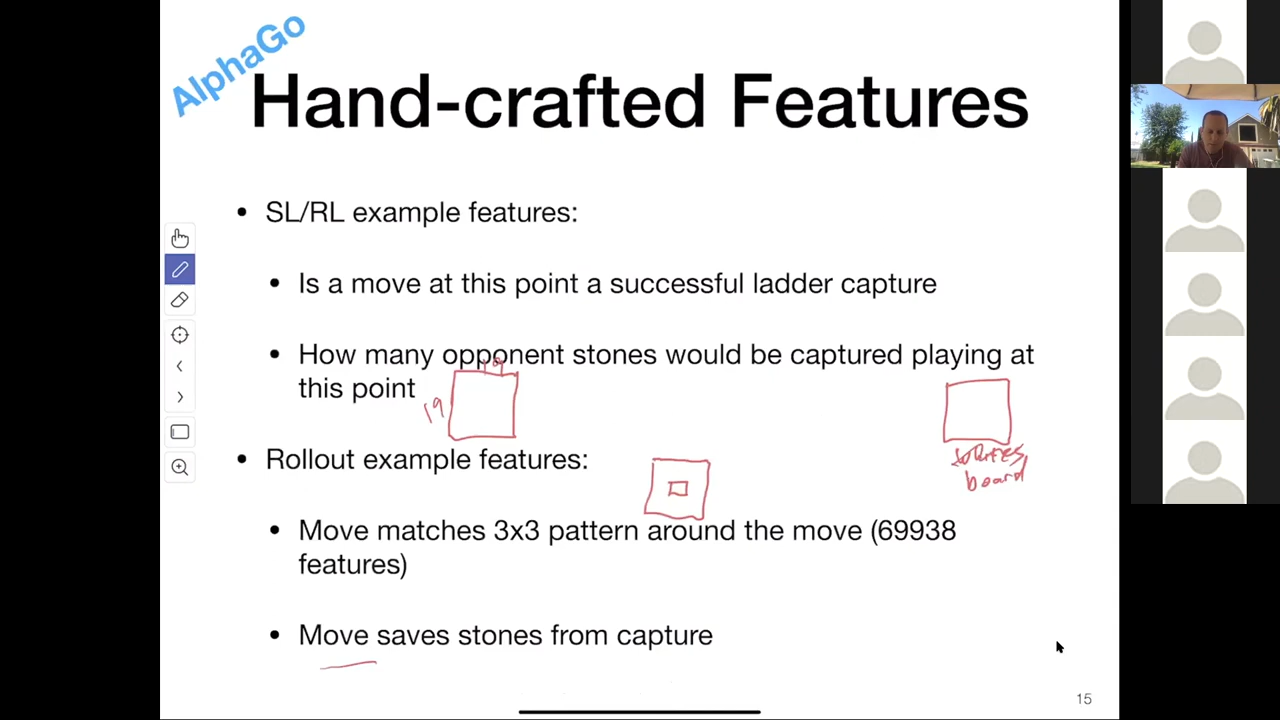 AlphaGo
Hand-crafted Features
• SL/RL example features:
• Is a move at this point a successful ladder capture
• How many opponent stones would be captured playing at
this point
19
19
• Rollout example features:
board
• Move matches 3x3 pattern around the move (69938
features)
• Move saves stones from capture
15